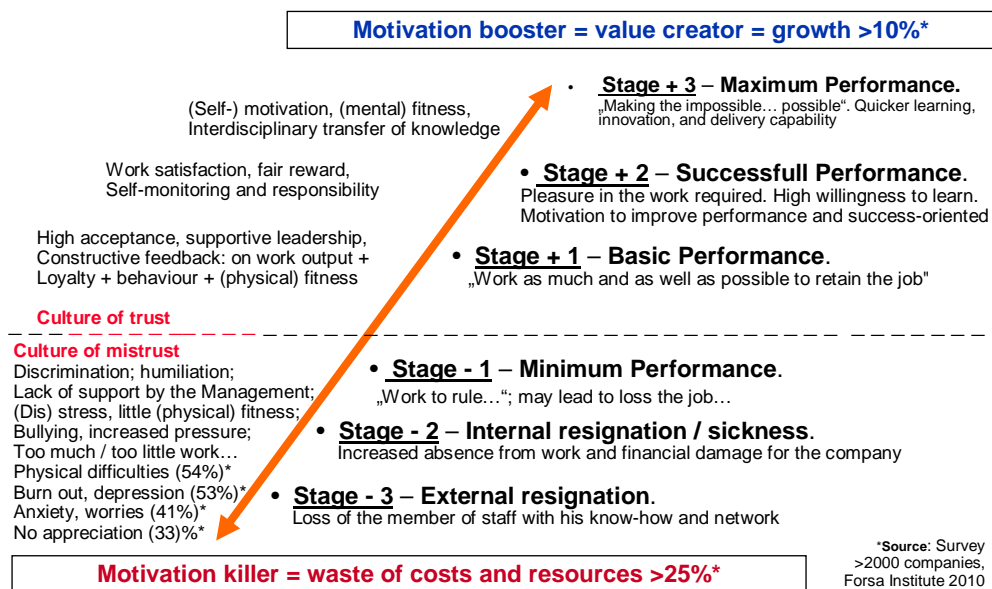 Motivation booster = value creator = growth >10%*
• Stage + 3 – Maximum Performance.
„Making the impossible… possible“. Quicker learning,
innovation, and delivery capability
(Self-) motivation, (mental) fitness,
Interdisciplinary transfer of knowledge
• Stage + 2 – Successfull Performance.
Pleasure in the work required. High willingness to learn.
Motivation to improve performance and success-oriented
Work satisfaction, fair reward,
Self-monitoring and responsibility
• Stage + 1 – Basic Performance.
„Work as much and as well as possible to retain the job"
High acceptance, supportive leadership,
Constructive feedback: on work output +
Loyalty + behaviour + (physical) fitness
Culture of trust
Culture of mistrust
Discrimination; humiliation;
Lack of support by the Management;
(Dis) stress, little (physical) fitness;
Bullying, increased pressure;
Too much / too little work…
Physical difficulties (54%)*
Burn out, depression (53%)*
Anxiety, worries (41%)*
No appreciation (33)%*
• Stage - 1 – Minimum Performance.
„Work to rule…“; may lead to loss the job…
• Stage - 2 – Internal resignation / sickness.
Increased absence from work and financial damage for the company
• Stage - 3 – External resignation.
Loss of the member of staff with his know-how and network
Motivation killer = waste of costs and resources >25%*
*Source: Survey
>2000 companies,
Forsa Institute 2010